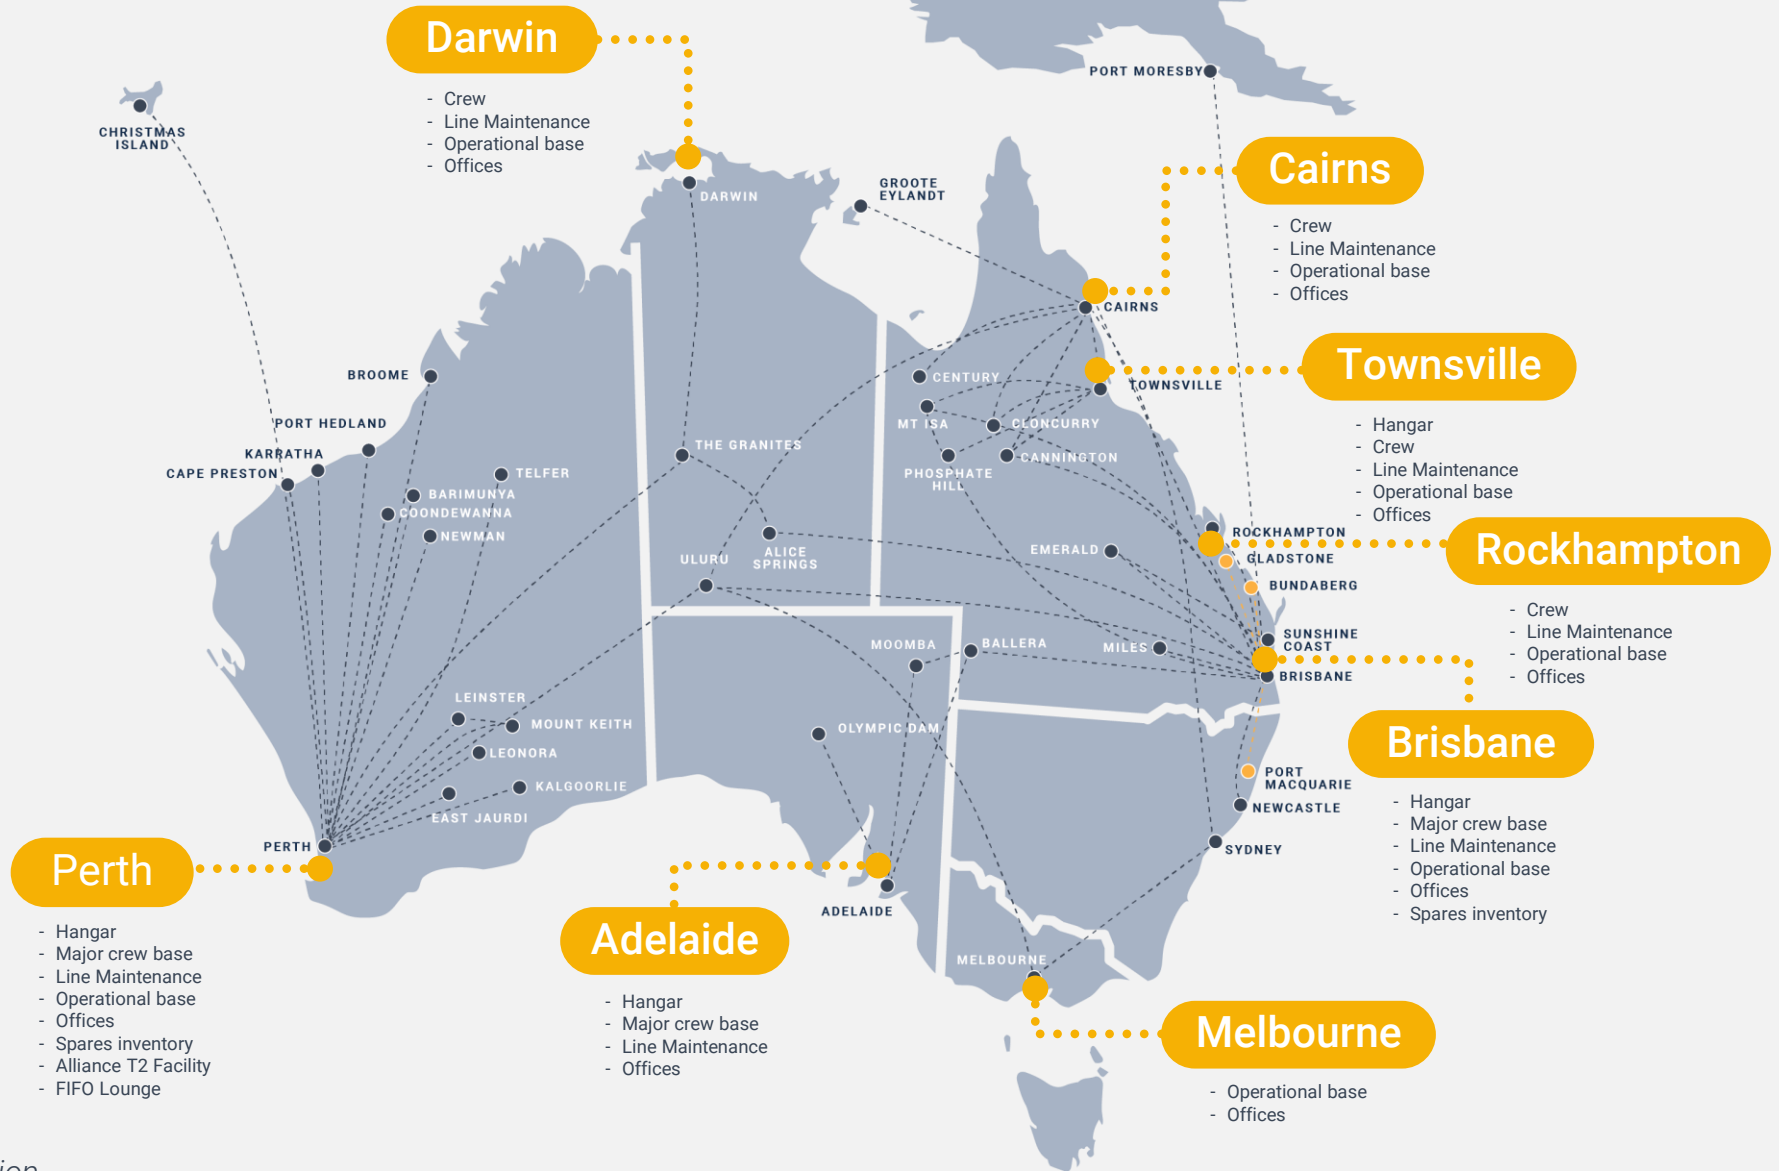 Darwin
- Crew
- Line Maintenance
- Operational base
- Offices
PORT MORESBY
CHRISTMAS
ISLAND
DARWIN
GROOTE
EYLANDT
Cairns
- Crew
- Line Maintenance
- Operational base
- Offices
CAIRNS
BROOME
CENTURY
TOWNSVILLE
Townsville
- Hangar
- Crew
- Line Maintenance
- Operational base
- Offices
PORT HEDLAND
KARRATHA
CAPE PRESTON
TELFER
BARIMUNYA
COONDEWANNA
NEWMAN
THE GRANITES
MT ISA
CLONCURRY
PHOSPHATE
HILL
CANNINGTON
ULURU
ALICE
SPRINGS
EMERALD
ROCKHAMPTON
GLADSTONE
BUNDABERG
Rockhampton
- Crew
- Line Maintenance
- Operational base
- Offices
SUNSHINE
COAST
BRISBANE
MOOMBA
BALLERA
MILES
LEINSTER
MOUNT KEITH
LEONORA
KALGOORLIE
EAST JAURDI
OLYMPIC DAM
Brisbane
- Hangar
- Major crew base
- Line Maintenance
- Operational base
- Offices
- Spares inventory
PORT
MACQUARIE
NEWCASTLE
SYDNEY
PERTH
Perth
- Hangar
- Major crew base
- Line Maintenance
- Operational base
- Offices
- Spares inventory
- Alliance T2 Facility
- FIFO Lounge
ADELAIDE
Adelaide
- Hangar
- Major crew base
- Line Maintenance
- Offices
MELBOURNE
Melbourne
- Operational base
- Offices